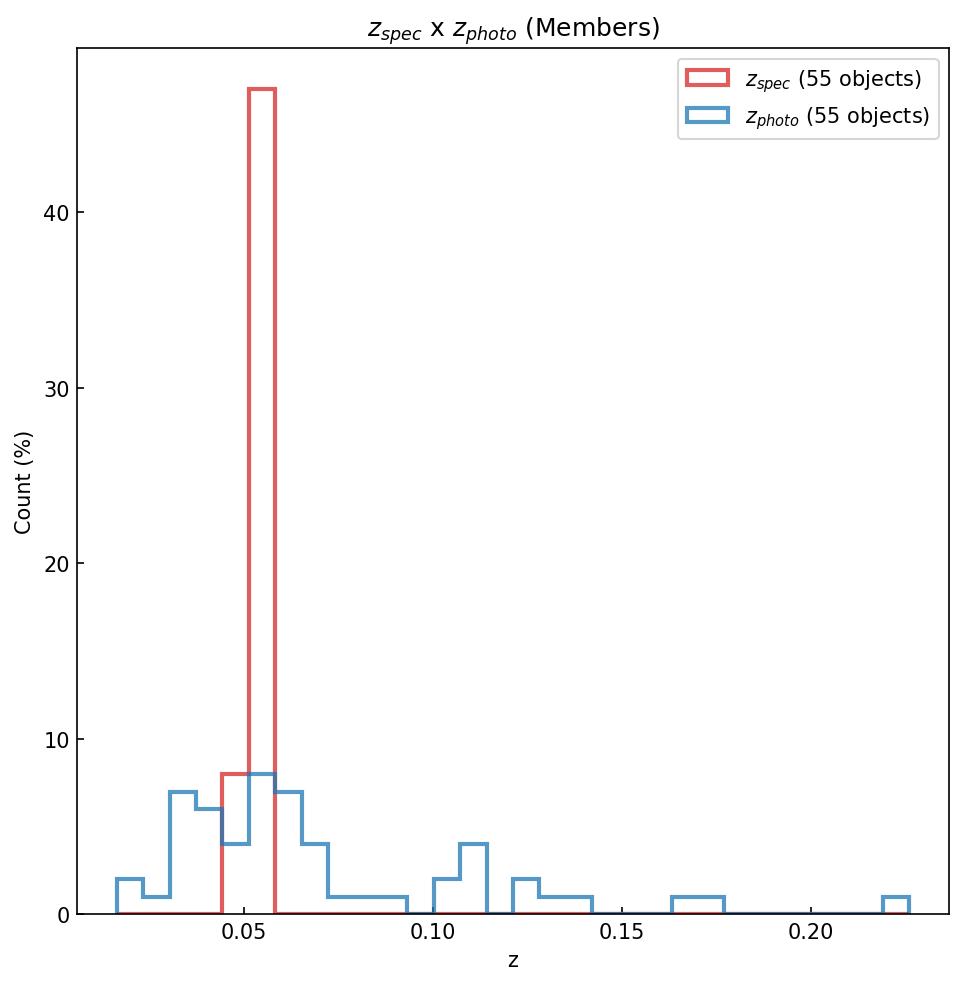 z_spec x z_photo (Members)
z_spec (55 objects)
z_photo (55 objects)
Count (%)
40
30
20
10
0
0.05 0.10 0.15 0.20
z